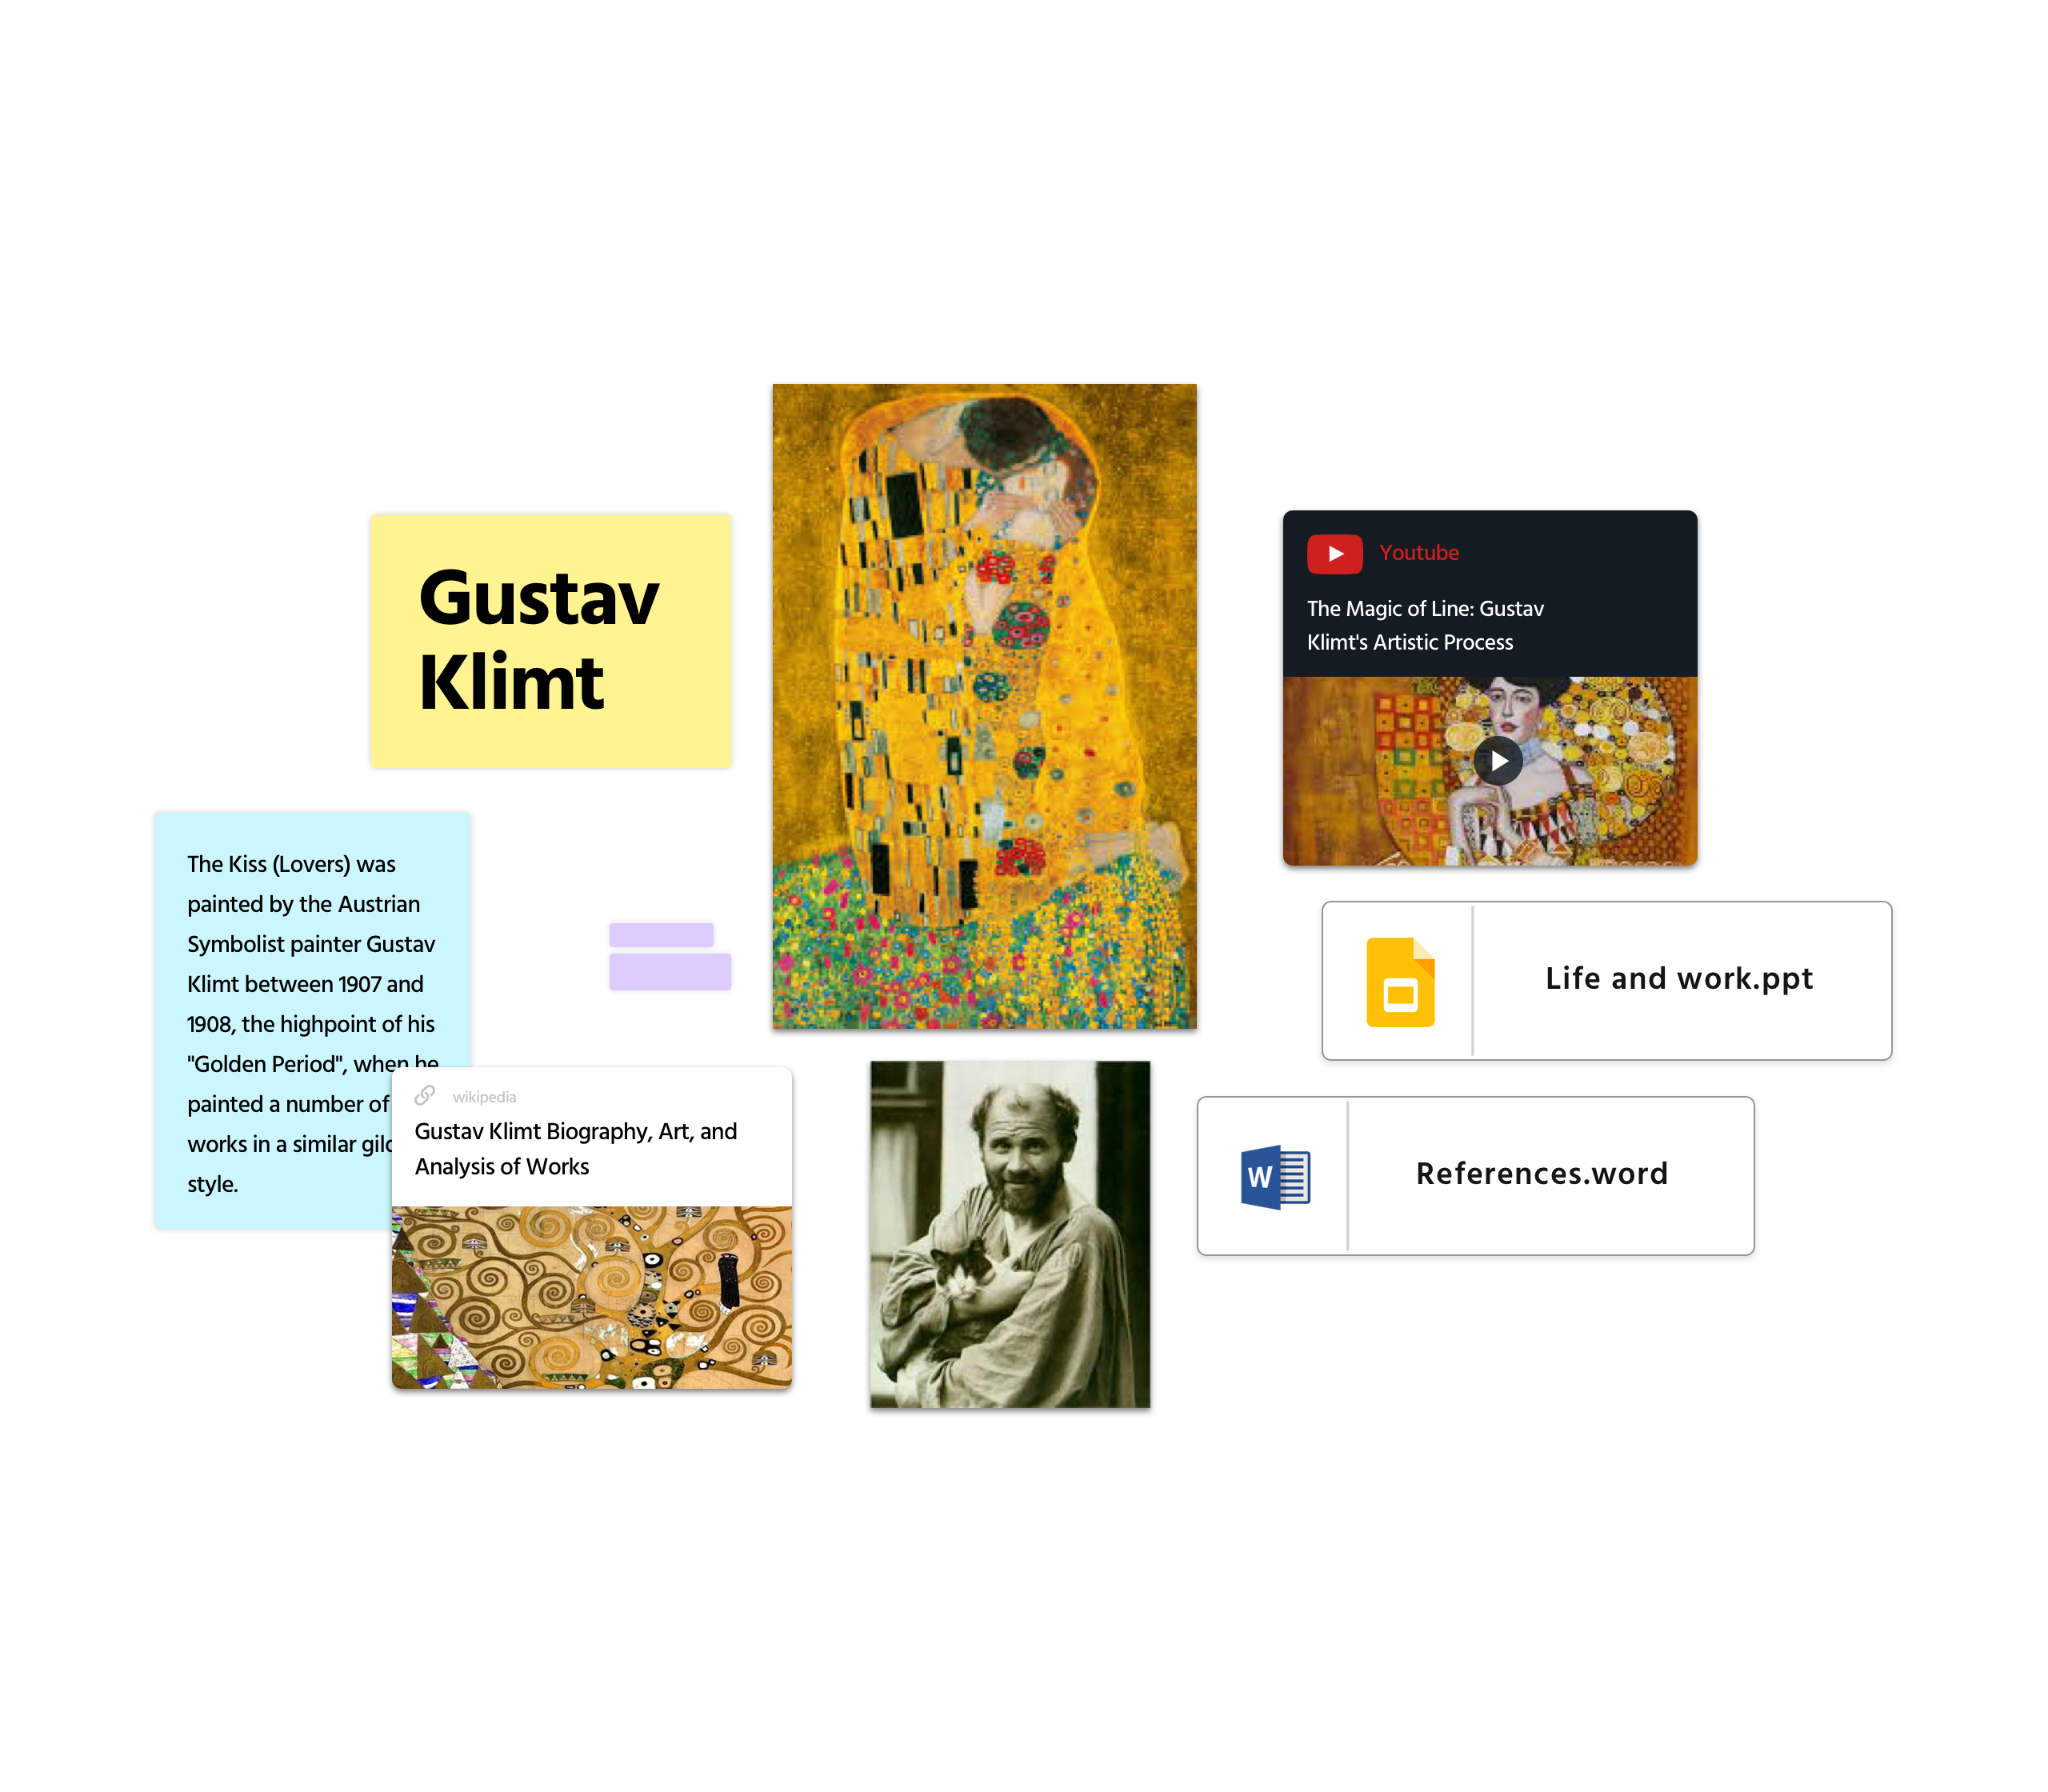 Gustav
Klimt
Youtube
The Magic of Line: Gustav
Klimt's Artistic Process
The Kiss (Lovers) was
painted by the Austrian
Symbolist painter Gustav
Klimt between 1907 and
1908, the highpoint of his
"Golden Period", when he
painted a number of
works in a similar
style.
wikipedia
Gustav Klimt Biography, Art, and
Analysis of Works
Life and work.ppt
W
References.word